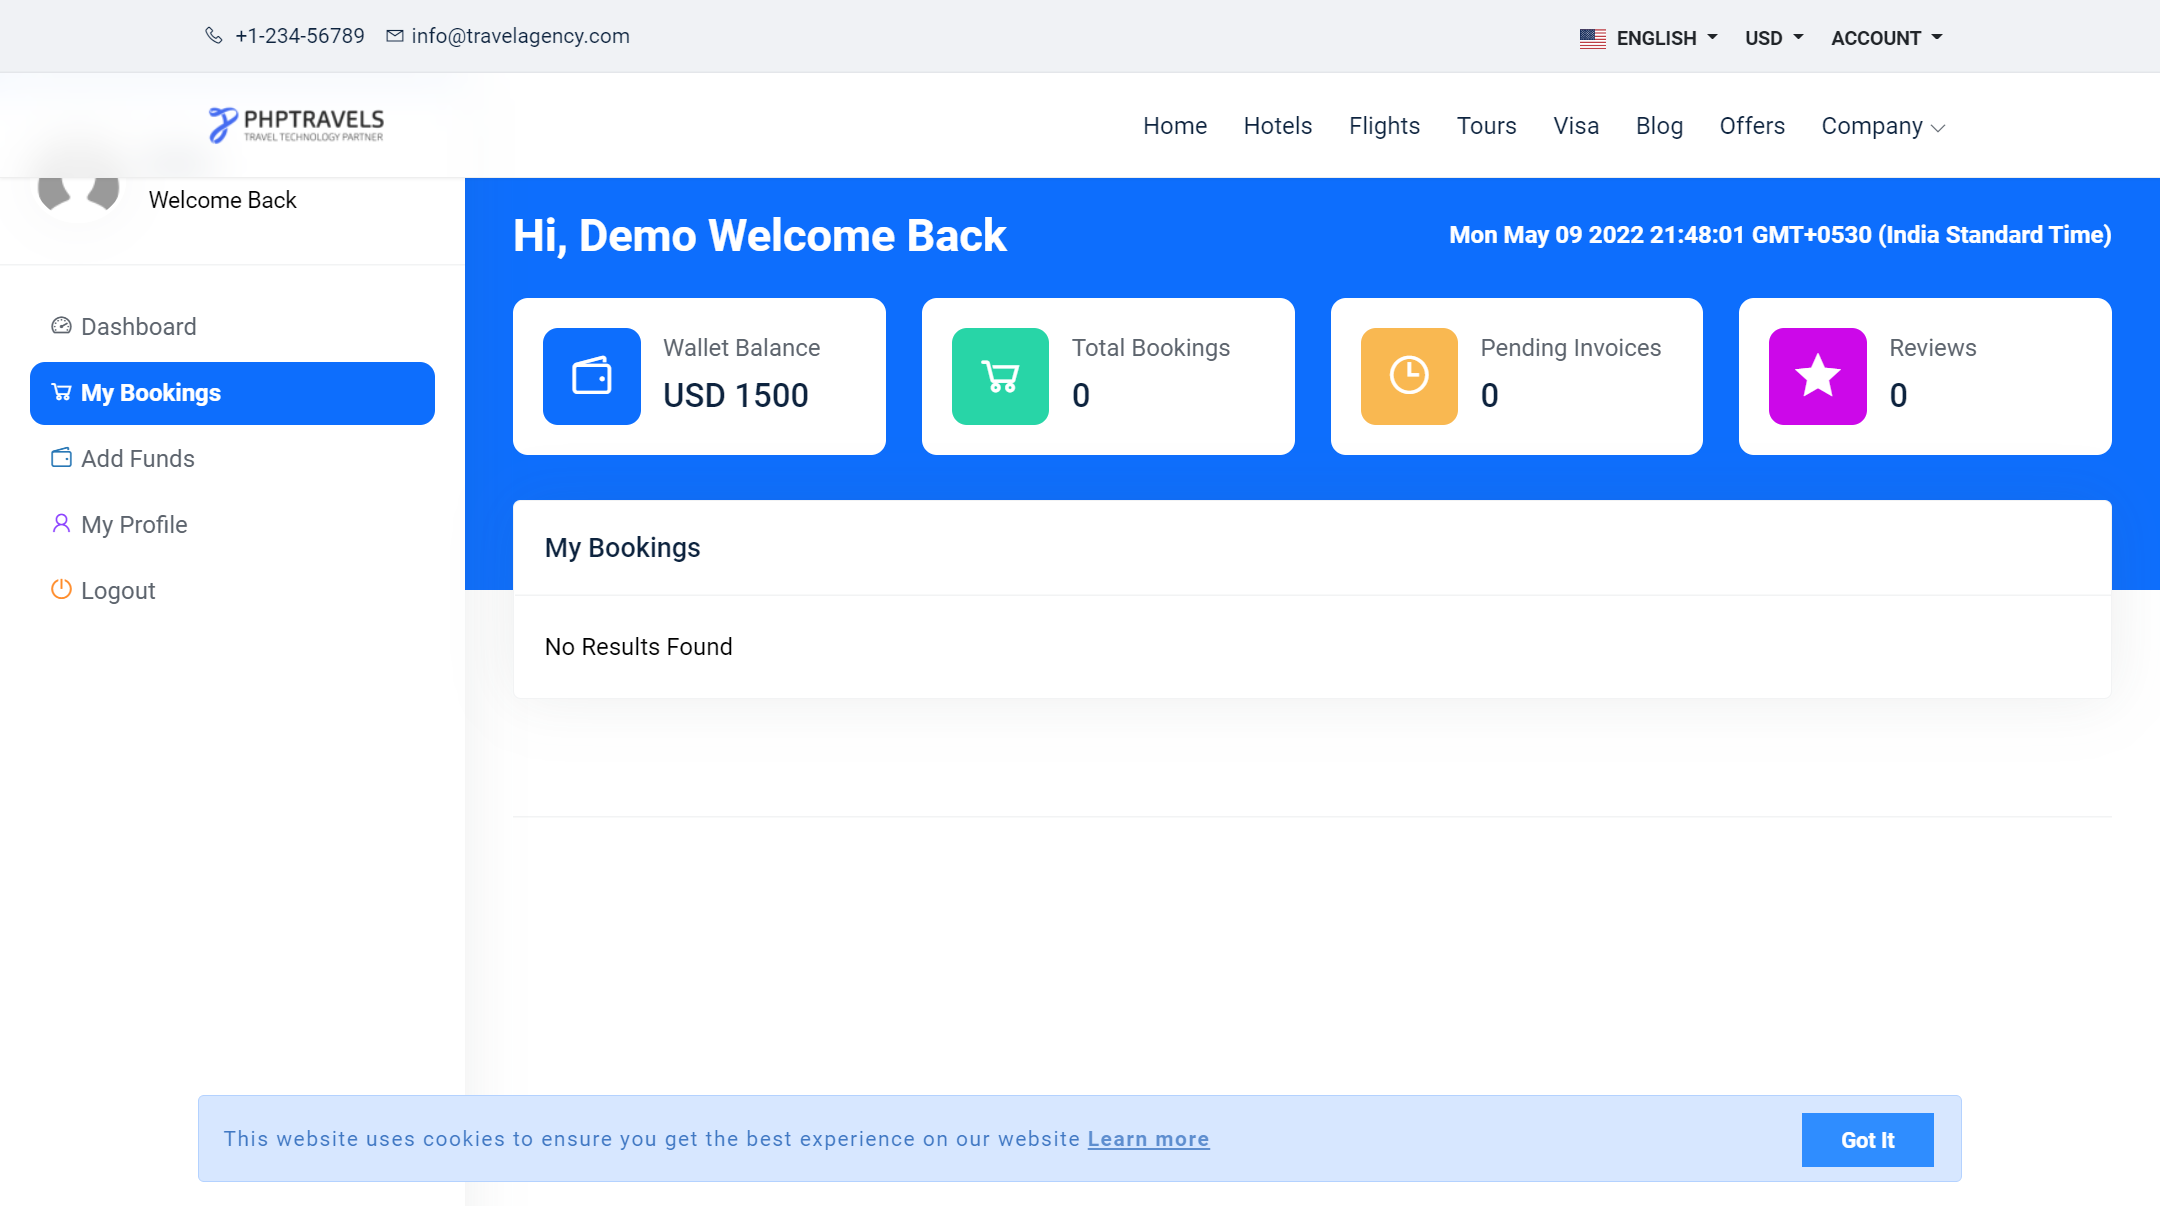 +1-234-56789 info@travelagency.com
ENGLISH USD ACCOUNT
PHPTRAVELS
TRAVEL TECHNOLOGY PARTNER
Home Hotels Flights Tours Visa Blog Offers Company
Welcome Back
Dashboard
My Bookings
Add Funds
My Profile
Logout
Hi, Demo Welcome Back
Mon May 09 2022 21:48:01 GMT+0530 (India Standard Time)
Wallet Balance
USD 1500
Total Bookings
0
Pending Invoices
0
Reviews
0
My Bookings
No Results Found
This website uses cookies to ensure you get the best experience on our website Learn more
Got It